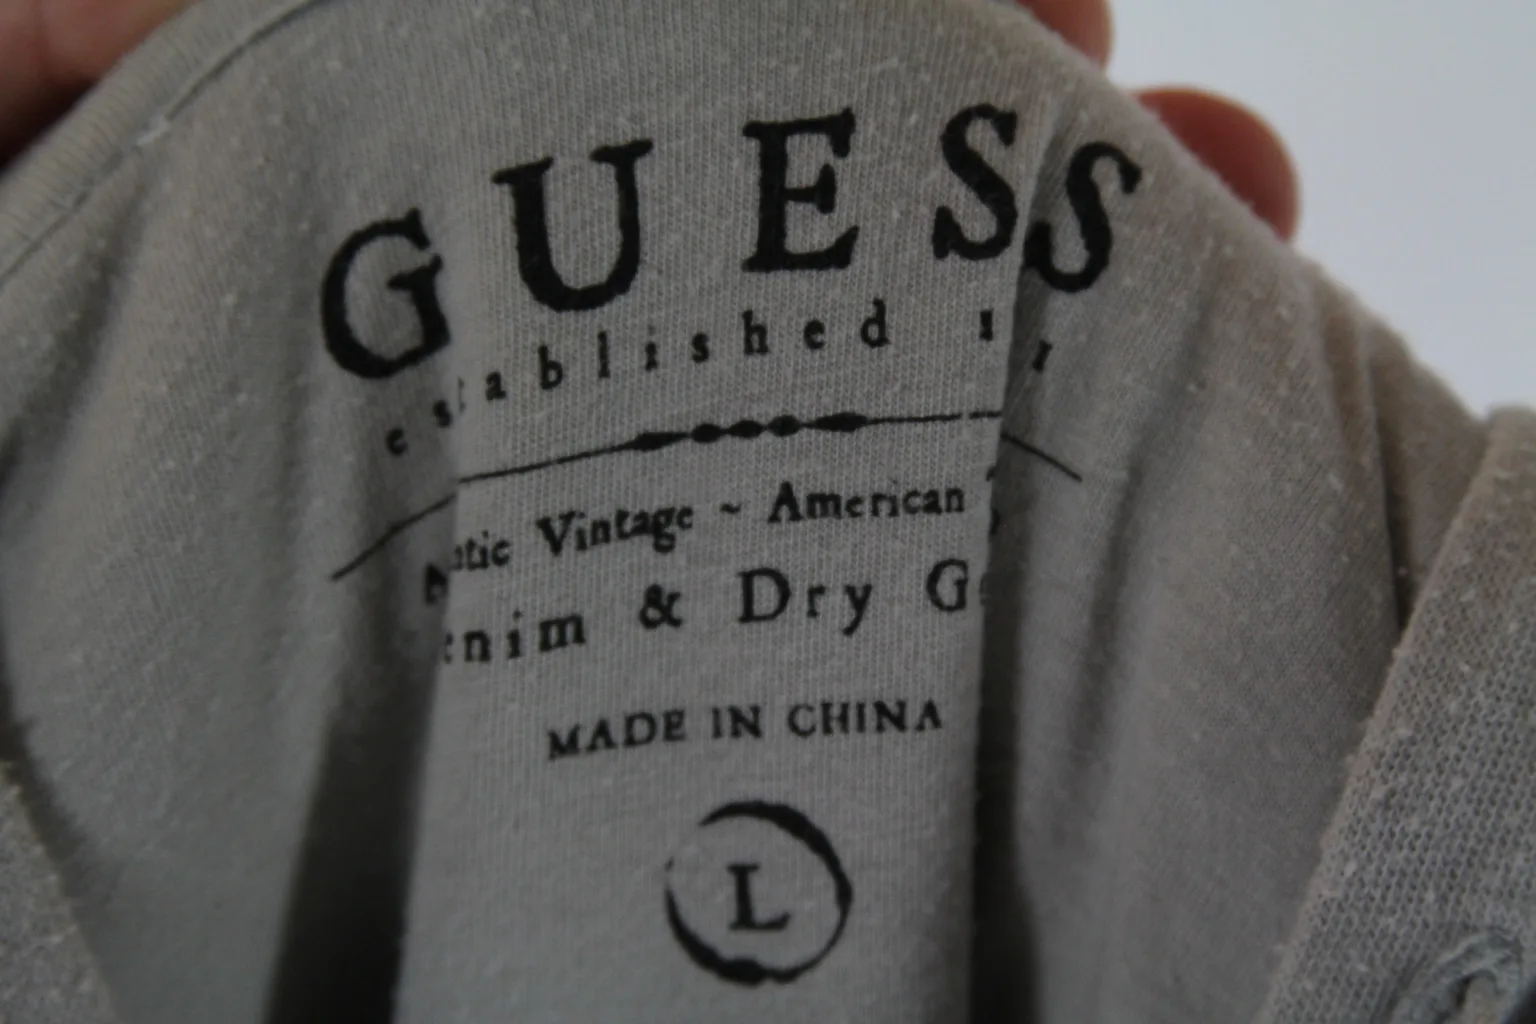 GUESS
established
Vintage ~ American
& Dry
MADE IN CHINA
L